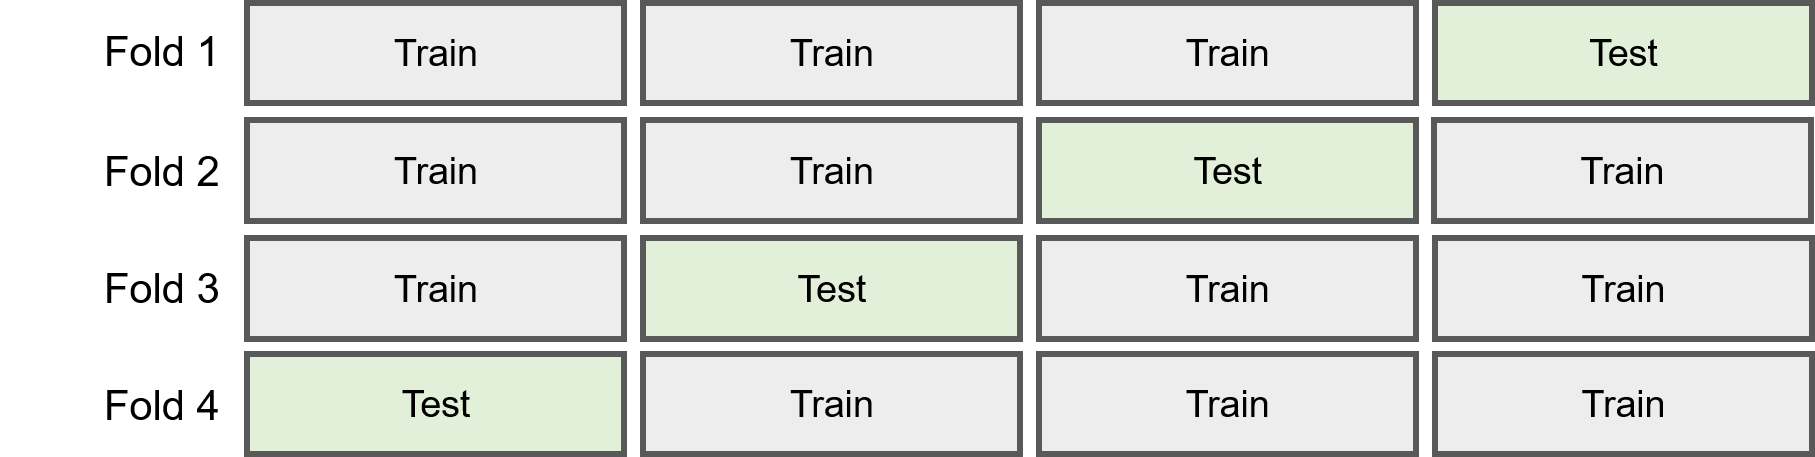 Fold 1 Train Train Train Test
Fold 2 Train Train Test Train
Fold 3 Train Test Train Train
Fold 4 Test Train Train Train